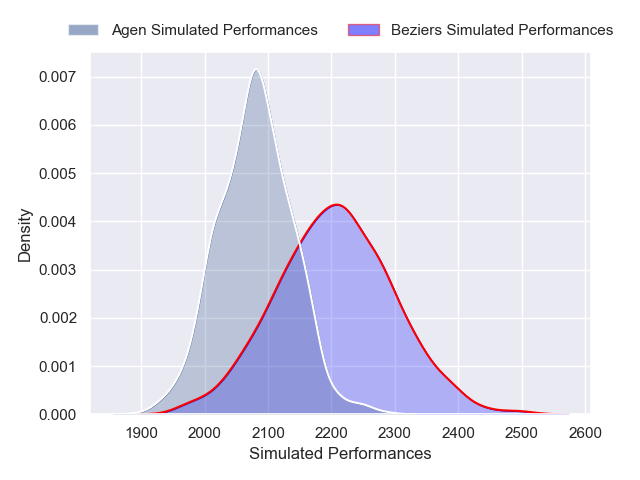 Agen Simulated Performances
Beziers Simulated Performances
0.007
0.006
0.005
0.004
0.003
0.002
0.001
0.000
Density
1900 2000 2100 2200 2300 2400 2500 2600
Simulated Performances